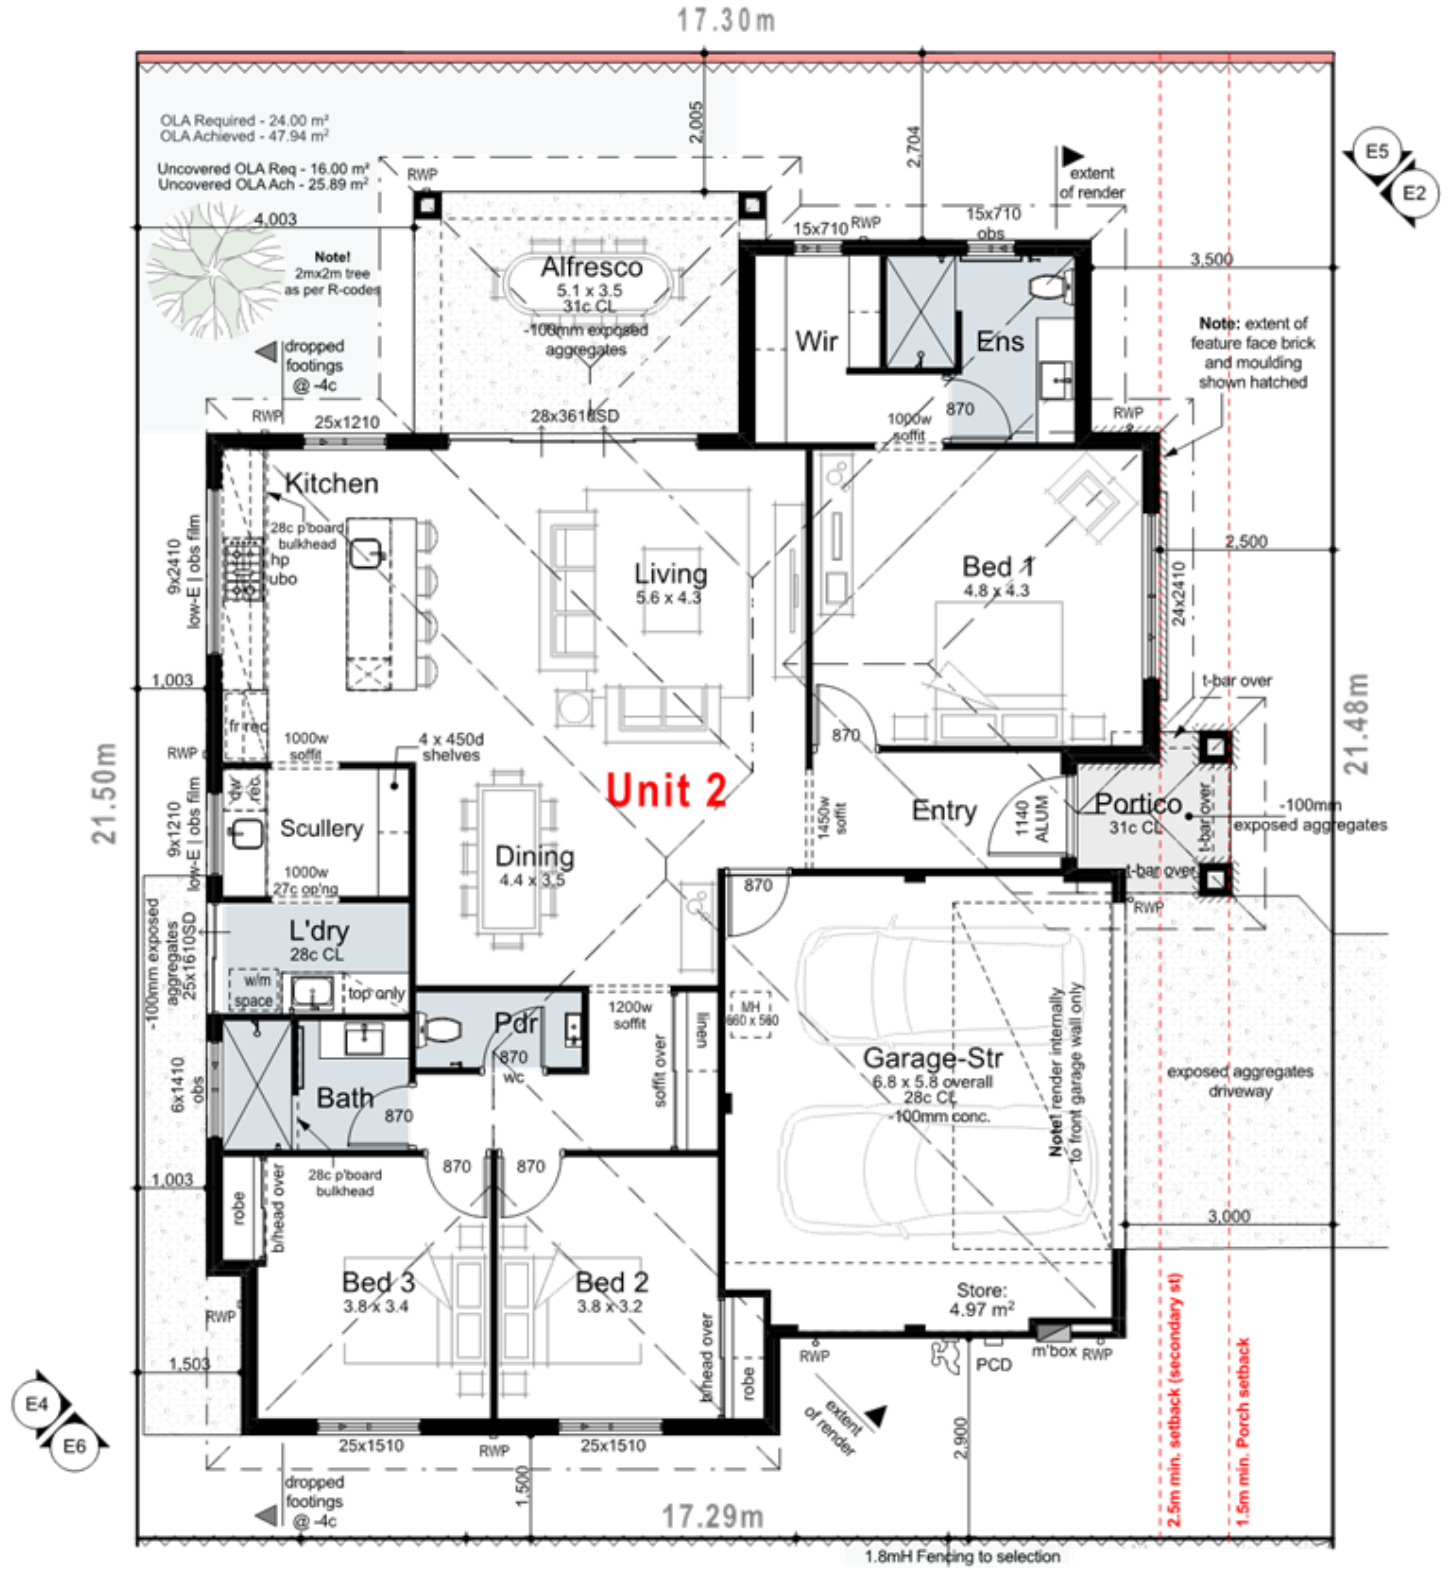 17.30m
OLA Required - 24.00 m²
OLA Achieved - 47.94 m²
Uncovered OLA Req - 16.00 m²
Uncovered OLA Ach - 25.89 m²
2,005
2,704
E5
E2
extent
of render
RWP
4,003
Note!
2mx2m tree
as per R-codes
15x710
RWP
15x710
obs
3,500
Alfresco
5.1 x 3.5
31c CL
-100mm exposed
aggregates
Wir
Ens
Note: extent of
feature face brick
and moulding
shown hatched
dropped
footings
@ -4c
RWP
25x1210
28x3610SD
1000w
soffit
870
RWP
Kitchen
28c p'board
bulkhead
hp
ubo
9x2410
low-E | obs film
Living
5.6 x 4.3
Bed 1
4.8 x 4.3
2,500
24x2410
1,003
fr rec
t-bar over
RWP
1000w
soffit
4 x 450d
shelves
870
21.50m
21.48m
Unit 2
dw
rec
Scullery
9x1210
low-E | obs film
1450w
soffit
Entry
1140
ALUM
Portico
31c CL
t-bar over
-100mm
exposed aggregates
t-bar over
1000w
27c op'ng
Dining
4.4 x 3.5
870
RWP
-100mm exposed
aggregates
25x1610SD
L'dry
28c CL
w/m
space
top only
MH
660 x 560
Pdr
870
wc
1200w
soffit
linen
soffit over
Garage-Str
6.8 x 5.8 overall
28c CL
-100mm conc.
Note! render internally
to front garage wall only
exposed aggregates
driveway
6x1410
obs
Bath
870
28c p'board
bulkhead
870
870
1,003
robe
b/head over
3,000
Bed 3
3.8 x 3.4
Bed 2
3.8 x 3.2
Store:
4.97 m²
RWP
b/head over
robe
RWP
PCD
m'box
RWP
1,503
E4
E6
extent
of render
2,900
25x1510
RWP
25x1510
1,500
dropped
footings
@ -4c
17.29m
2.5m min. setback (secondary st)
1.5m min. Porch setback
1.8mH Fencing to selection